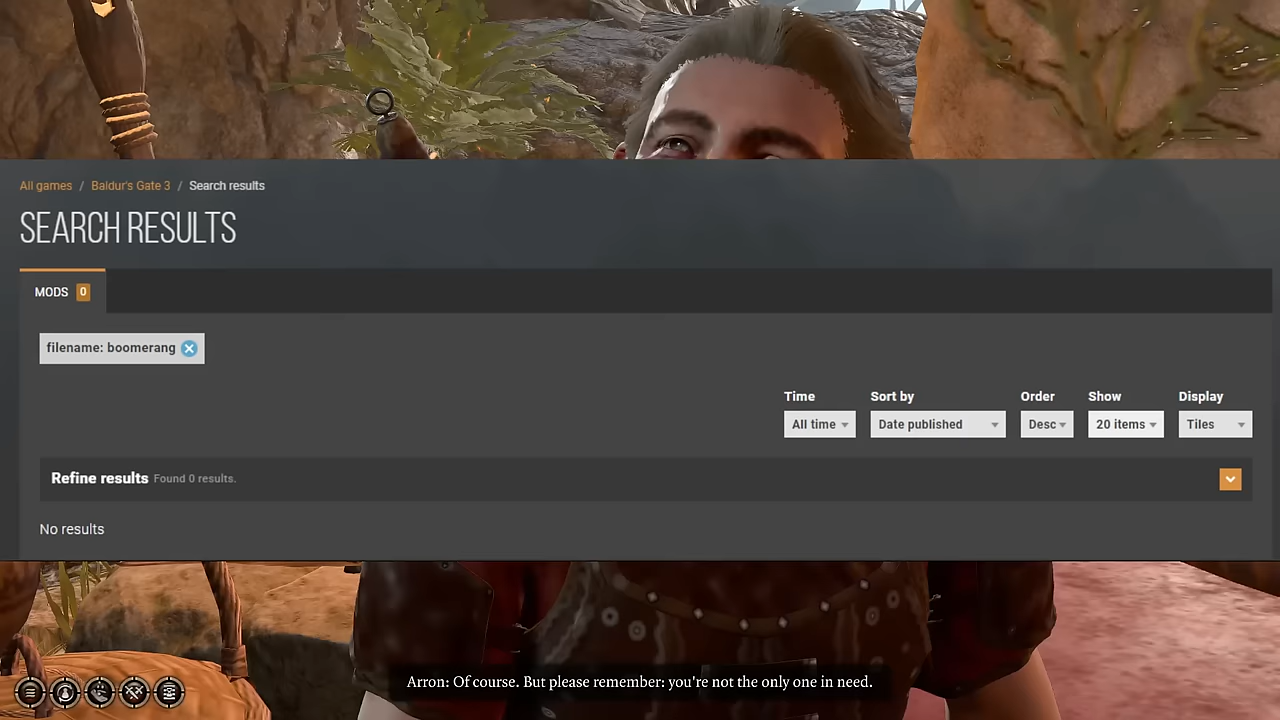 All games / Baldur's Gate 3 / Search results
SEARCH RESULTS
MODS 0
filename: boomerang
Time Sort by Order Show Display
All time Date published Desc 20 items Tiles
Refine results Found 0 results.
No results
Arron: Of course. But please remember: you're not the only one in need.